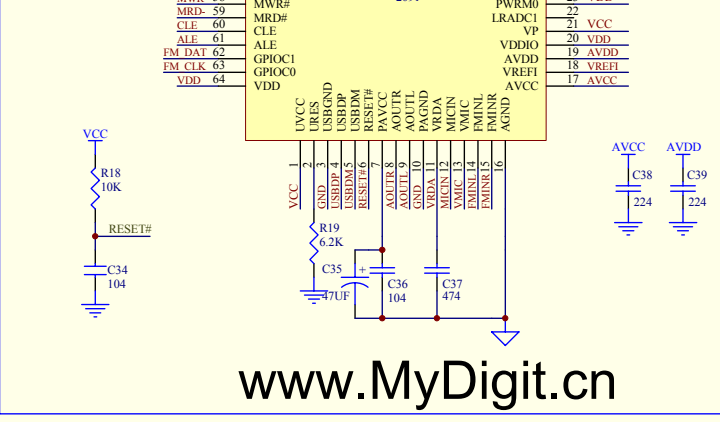 MRD- 59 MRD#
CLE 60 CLE
ALE 61 ALE
FM DAT 62 GPIOC1
FM CLK 63 GPIOC0
VDD 64 VDD
MWR#
PWRM0
22 LRADC1
VP 21 VCC
VDDIO 20 VDD
AVDD 19 AVDD
VREFI 18 VREFI
AVCC 17 AVCC
UVCC
URES
USBGND
USBDP
USBDM
RESET#
PAVCC
AOUTR
AOUTL
PAGND
VRDA
MICIN
VMIC
FMINL
FMINR
AGND
1 2 3 4 5 6 7 8 9 10 11 12 13 14 15 16
VCC
GND
USBDP
USBDM
RESET#
AOUTR
AOUTL
GND
VRDA
MICIN
VMIC
FMINL
FMINR
VCC
R18
10K
RESET#
C34
104
R19
6.2K
C35
+
47UF
C36
104
C37
474
AVCC
C38
224
AVDD
C39
224
www.MyDigit.cn